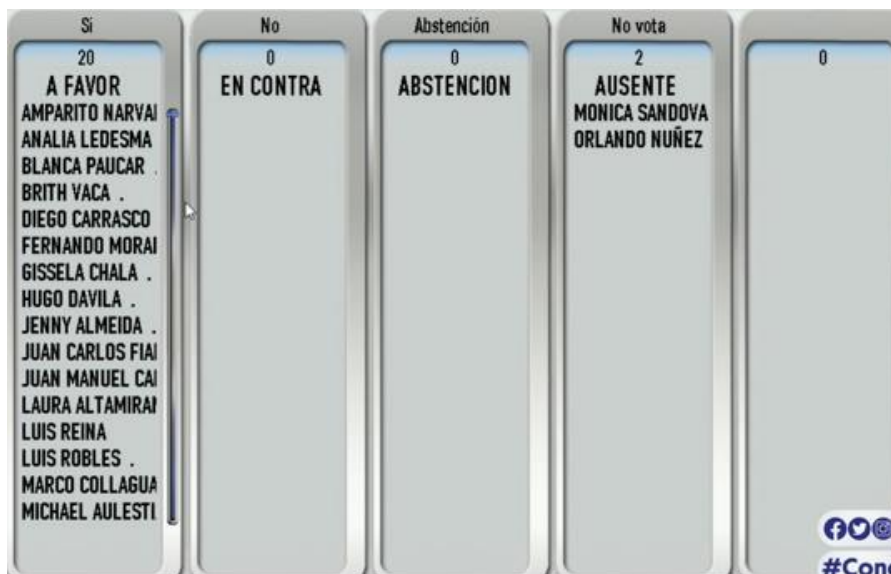 Si
20
A FAVOR
AMPARITO NARVAI
ANALIA LEDESMA
BLANCA PAUCAR .
BRITH VACA .
DIEGO CARRASCO
FERNANDO MORAI
GISSELA CHALA .
HUGO DAVILA .
JENNY ALMEIDA .
JUAN CARLOS FIAI
JUAN MANUEL CAI
LAURA ALTAMIRAI
LUIS REINA
LUIS ROBLES .
MARCO COLLAGUA
MICHAEL AULESTI
No
0
EN CONTRA
Abstención
0
ABSTENCION
No vota
2
AUSENTE
MONICA SANDOVA
ORLANDO NUÑEZ
0
#Conc